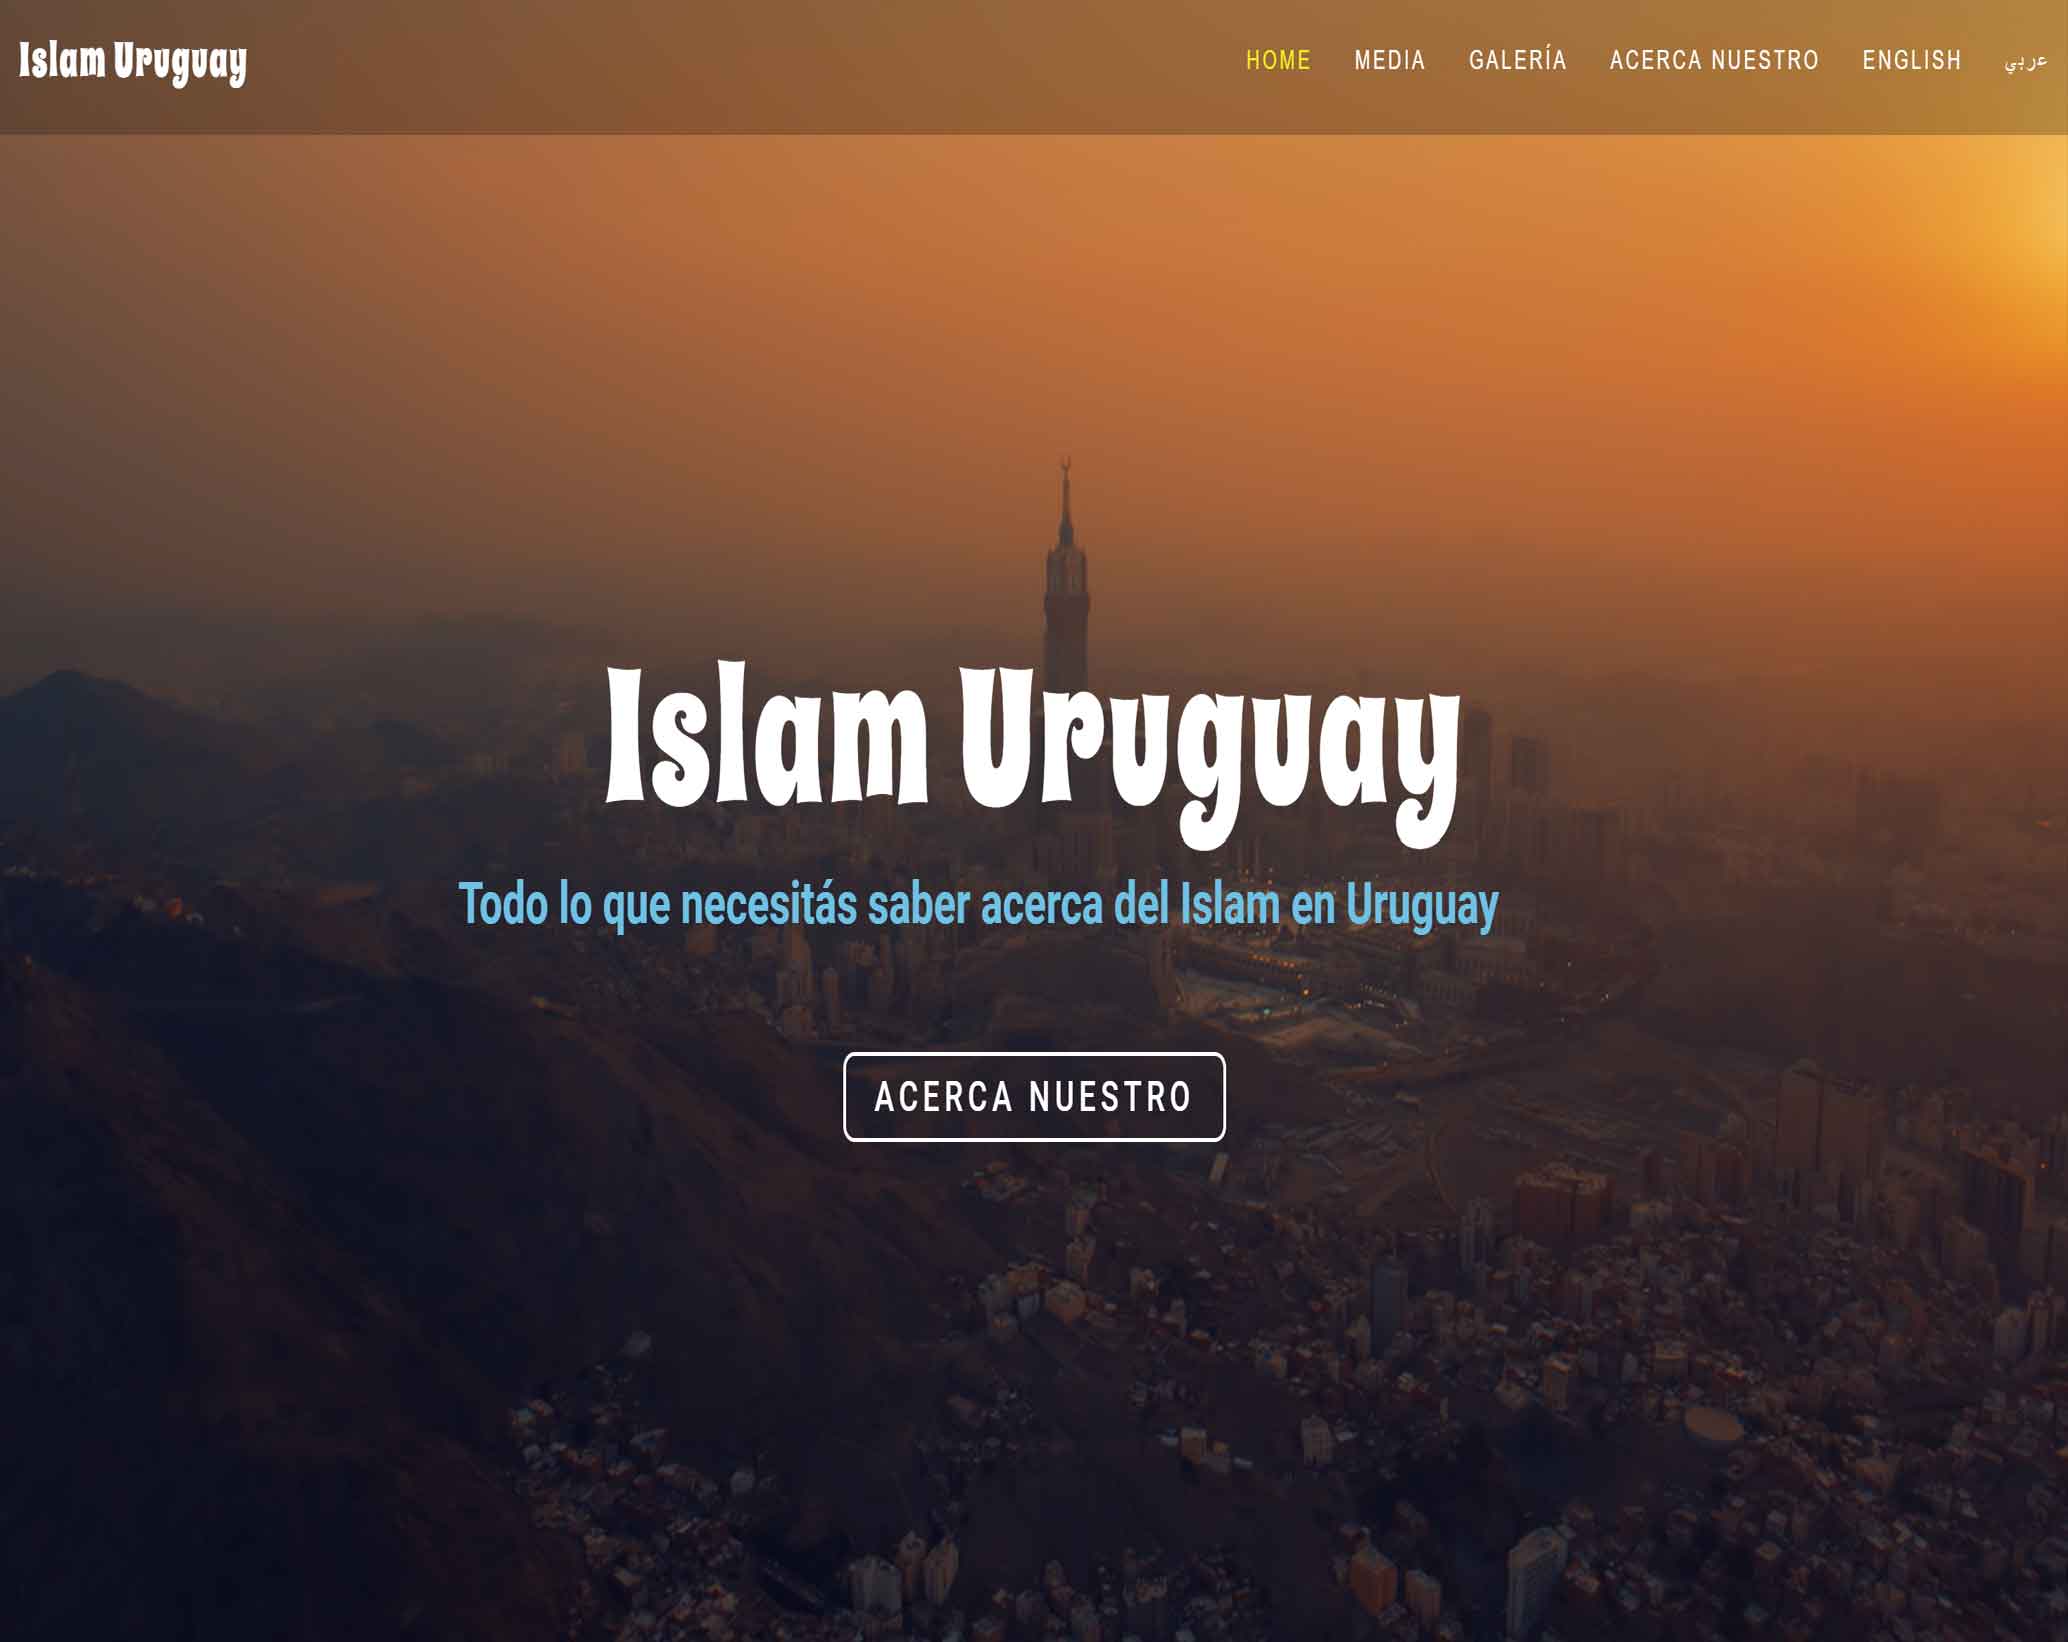 Islam Uruguay
HOME MEDIA GALERÍA ACERCA NUESTRO ENGLISH عربي
Islam Uruguay
Todo lo que necesitás saber acerca del Islam en Uruguay
ACERCA NUESTRO